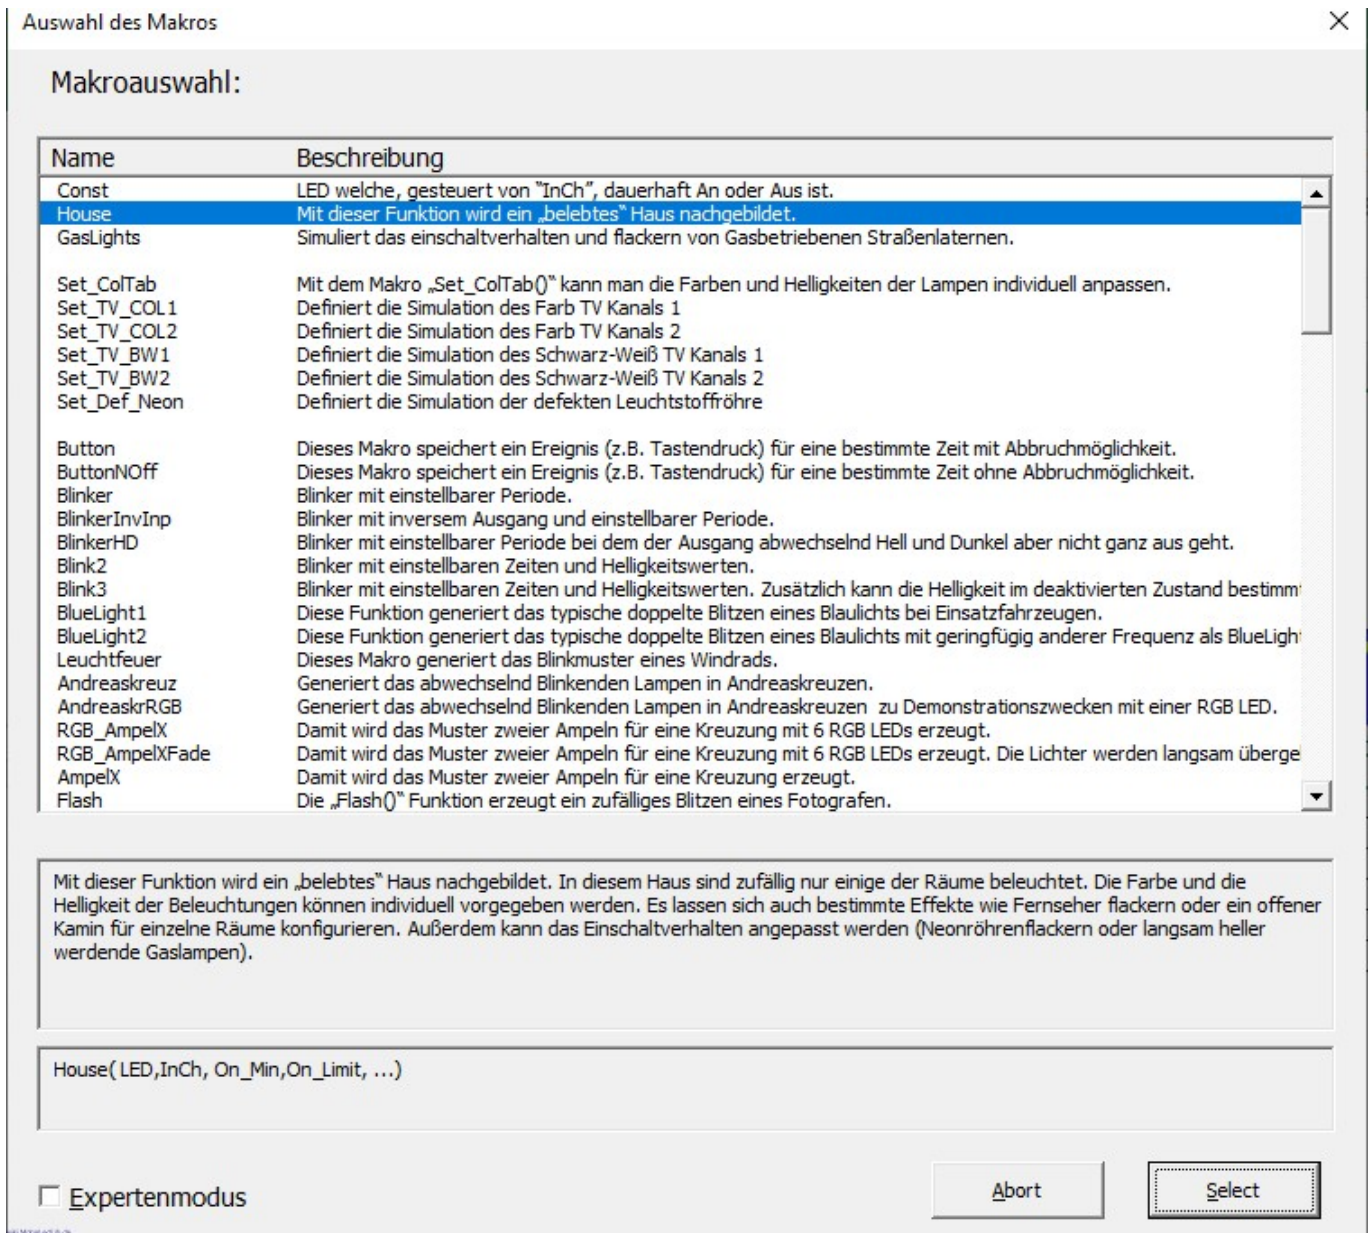 Auswahl des Makros
Makroauswahl:
Name Beschreibung
Const LED welche, gesteuert von "InCh", dauerhaft An oder Aus ist.
House Mit dieser Funktion wird ein „belebtes“ Haus nachgebildet.
GasLights Simuliert das einschaltverhalten und flackern von Gasbetriebenen Straßenlaternen.
Set_ColTab Mit dem Makro „Set_ColTab()“ kann man die Farben und Helligkeiten der Lampen individuell anpassen.
Set_TV_COL1 Definiert die Simulation des Farb TV Kanals 1
Set_TV_COL2 Definiert die Simulation des Farb TV Kanals 2
Set_TV_BW1 Definiert die Simulation des Schwarz-Weiß TV Kanals 1
Set_TV_BW2 Definiert die Simulation des Schwarz-Weiß TV Kanals 2
Set_Def_Neon Definiert die Simulation der defekten Leuchtstoffröhre
Button Dieses Makro speichert ein Ereignis (z.B. Tastendruck) für eine bestimmte Zeit mit Abbruchmöglichkeit.
ButtonNOff Dieses Makro speichert ein Ereignis (z.B. Tastendruck) für eine bestimmte Zeit ohne Abbruchmöglichkeit.
Blinker Blinker mit einstellbarer Periode.
BlinkerInvInp Blinker mit inversem Ausgang und einstellbarer Periode.
BlinkerHD Blinker mit einstellbarer Periode bei dem der Ausgang abwechselnd Hell und Dunkel aber nicht ganz aus geht.
Blink2 Blinker mit einstellbaren Zeiten und Helligkeitswerten.
Blink3 Blinker mit einstellbaren Zeiten und Helligkeitswerten. Zusätzlich kann die Helligkeit im deaktivierten Zustand bestimm
BlueLight1 Diese Funktion generiert das typische doppelte Blitzen eines Blaulichts bei Einsatzfahrzeugen.
BlueLight2 Diese Funktion generiert das typische doppelte Blitzen eines Blaulichts mit geringfügig anderer Frequenz als BlueLigh
Leuchtfeuer Dieses Makro generiert das Blinkmuster eines Windrads.
Andreaskreuz Generiert das abwechselnd Blinkenden Lampen in Andreaskreuzen.
AndreaskrRGB Generiert das abwechselnd Blinkenden Lampen in Andreaskreuzen zu Demonstrationszwecken mit einer RGB LED.
RGB_AmpelX Damit wird das Muster zweier Ampeln für eine Kreuzung mit 6 RGB LEDs erzeugt.
RGB_AmpelXFade Damit wird das Muster zweier Ampeln für eine Kreuzung mit 6 RGB LEDs erzeugt. Die Lichter werden langsam überge
AmpelX Damit wird das Muster zweier Ampeln für eine Kreuzung erzeugt.
Flash Die „Flash()“ Funktion erzeugt ein zufälliges Blitzen eines Fotografen.
Mit dieser Funktion wird ein „belebtes“ Haus nachgebildet. In diesem Haus sind zufällig nur einige der Räume beleuchtet. Die Farbe und die
Helligkeit der Beleuchtungen können individuell vorgegeben werden. Es lassen sich auch bestimmte Effekte wie Fernseher flackern oder ein offener
Kamin für einzelne Räume konfigurieren. Außerdem kann das Einschaltverhalten angepasst werden (Neonröhrenflackern oder langsam heller
werdende Gaslampen).
House( LED,InCh, On_Min,On_Limit, ...)
Expertenmodus
Abort
Select